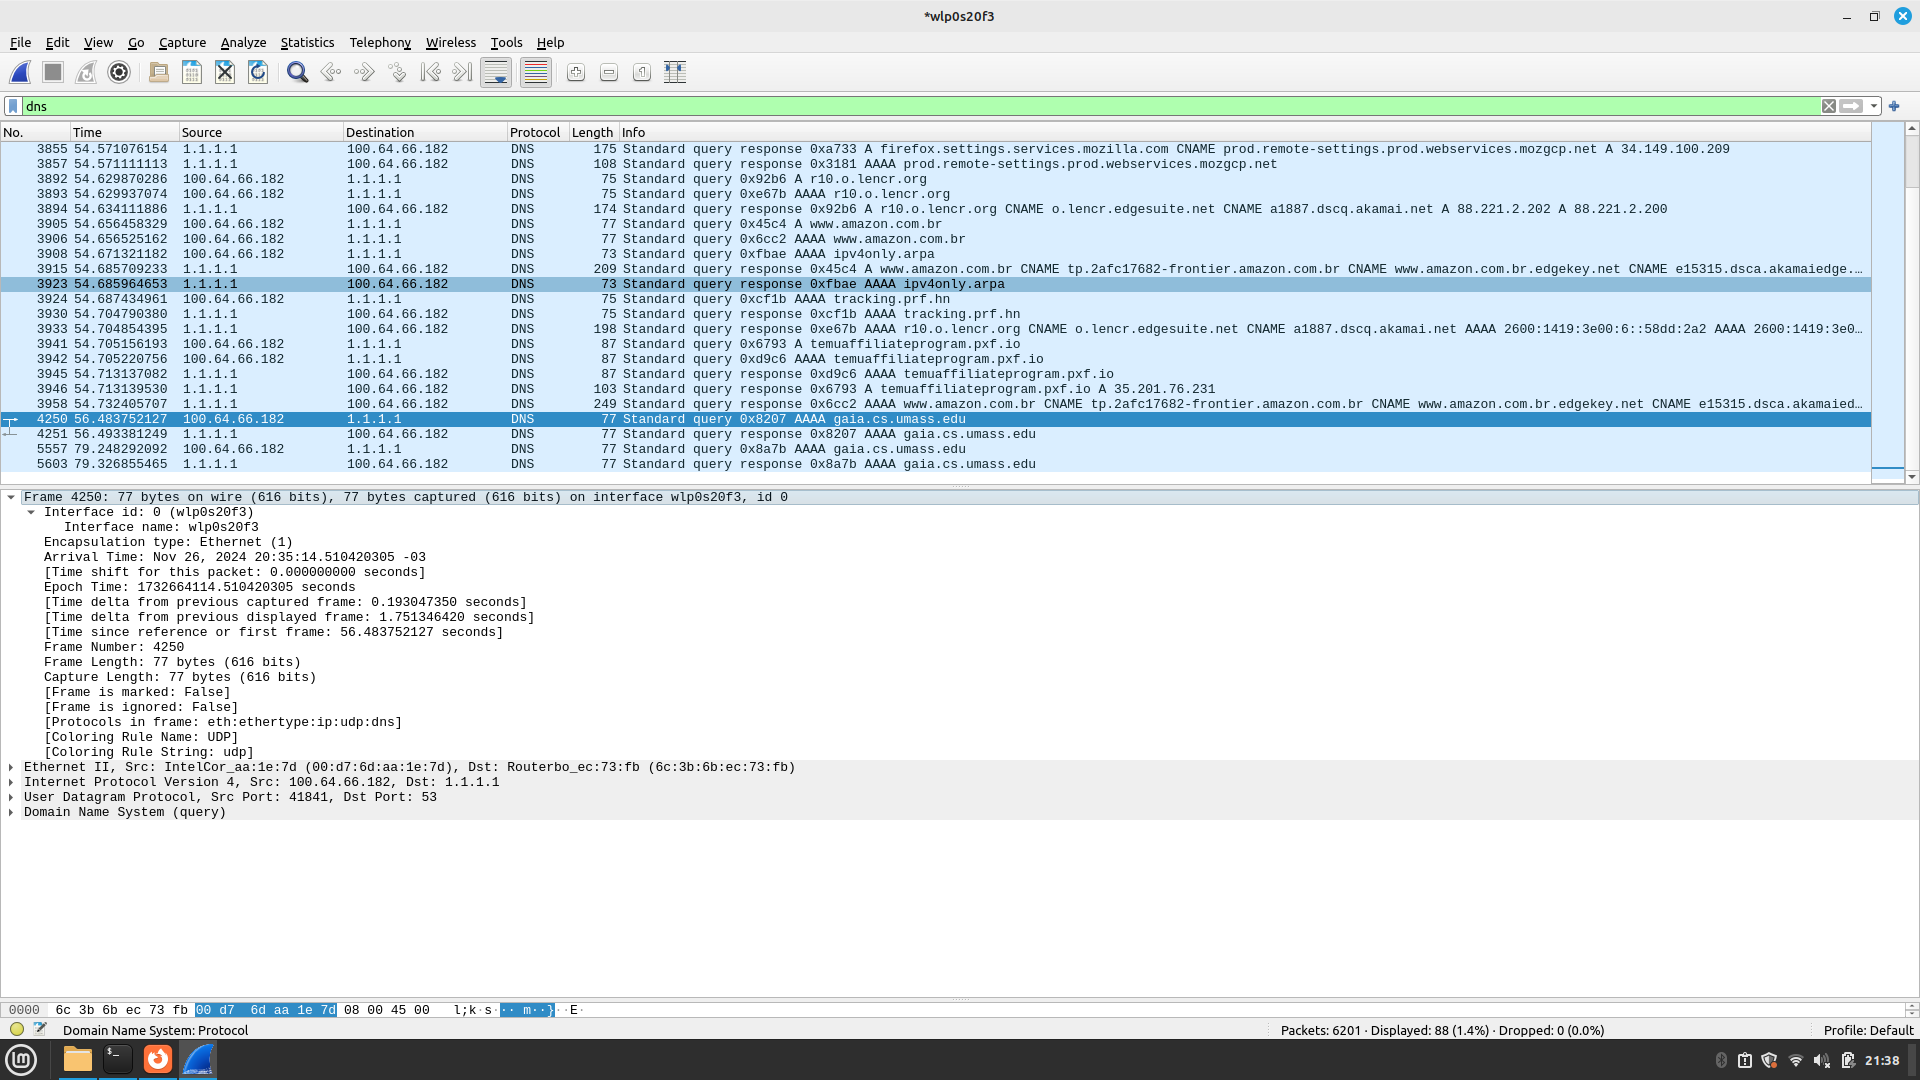 *wlp0s20f3
File Edit View Go Capture Analyze Statistics Telephony Wireless Tools Help
dns
No. Time Source Destination Protocol Length Info
3855 54.571076154 1.1.1.1 100.64.66.182 DNS 175 Standard query response 0xa733 A firefox.settings.services.mozilla.com CNAME prod.remote-settings.prod.webservices.mozgcp.net A 34.149.100.209
3857 54.571111113 1.1.1.1 100.64.66.182 DNS 108 Standard query response 0x3181 AAAA prod.remote-settings.prod.webservices.mozgcp.net
3892 54.629870286 100.64.66.182 1.1.1.1 DNS 75 Standard query 0x92b6 A r10.o.lencr.org
3893 54.629937074 100.64.66.182 1.1.1.1 DNS 75 Standard query 0xe67b AAAA r10.o.lencr.org
3894 54.634111886 1.1.1.1 100.64.66.182 DNS 174 Standard query response 0x92b6 A r10.o.lencr.org CNAME o.lencr.edgesuite.net CNAME a1887.dscq.akamai.net A 88.221.2.202 A 88.221.2.200
3905 54.656458329 100.64.66.182 1.1.1.1 DNS 77 Standard query 0x45c4 A www.amazon.com.br
3906 54.656525162 100.64.66.182 1.1.1.1 DNS 77 Standard query 0x6cc2 AAAA www.amazon.com.br
3908 54.671321182 100.64.66.182 1.1.1.1 DNS 73 Standard query 0xfbae AAAA ipv4only.arpa
3915 54.685709233 1.1.1.1 100.64.66.182 DNS 209 Standard query response 0x45c4 A www.amazon.com.br CNAME tp.2afc17682-frontier.amazon.com.br CNAME www.amazon.com.br.edgekey.net CNAME e15315.dsca.akamaiedge.…
3923 54.685964653 1.1.1.1 100.64.66.182 DNS 73 Standard query response 0xfbae AAAA ipv4only.arpa
3924 54.687434961 100.64.66.182 1.1.1.1 DNS 75 Standard query 0xcf1b AAAA tracking.prf.hn
3930 54.704790380 1.1.1.1 100.64.66.182 DNS 75 Standard query response 0xcf1b AAAA tracking.prf.hn
3933 54.704854395 1.1.1.1 100.64.66.182 DNS 198 Standard query response 0xe67b AAAA r10.o.lencr.org CNAME o.lencr.edgesuite.net CNAME a1887.dscq.akamai.net AAAA 2600:1419:3e00:6::58dd:2a2 AAAA 2600:1419:3e0…
3941 54.705156193 100.64.66.182 1.1.1.1 DNS 87 Standard query 0x6793 A temuaffiliateprogram.pxf.io
3942 54.705220756 100.64.66.182 1.1.1.1 DNS 87 Standard query 0xd9c6 AAAA temuaffiliateprogram.pxf.io
3945 54.713137082 1.1.1.1 100.64.66.182 DNS 87 Standard query response 0xd9c6 AAAA temuaffiliateprogram.pxf.io
3946 54.713139530 1.1.1.1 100.64.66.182 DNS 103 Standard query response 0x6793 A temuaffiliateprogram.pxf.io A 35.201.76.231
3958 54.732405707 1.1.1.1 100.64.66.182 DNS 249 Standard query response 0x6cc2 AAAA www.amazon.com.br CNAME tp.2afc17682-frontier.amazon.com.br CNAME www.amazon.com.br.edgekey.net CNAME e15315.dsca.akamaied…
4250 56.483752127 100.64.66.182 1.1.1.1 DNS 77 Standard query 0x8207 AAAA gaia.cs.umass.edu
4251 56.493381249 1.1.1.1 100.64.66.182 DNS 77 Standard query response 0x8207 AAAA gaia.cs.umass.edu
5557 79.248292092 100.64.66.182 1.1.1.1 DNS 77 Standard query 0x8a7b AAAA gaia.cs.umass.edu
5603 79.326855465 1.1.1.1 100.64.66.182 DNS 77 Standard query response 0x8a7b AAAA gaia.cs.umass.edu
Frame 4250: 77 bytes on wire (616 bits), 77 bytes captured (616 bits) on interface wlp0s20f3, id 0
Interface id: 0 (wlp0s20f3)
Interface name: wlp0s20f3
Encapsulation type: Ethernet (1)
Arrival Time: Nov 26, 2024 20:35:14.510420305 -03
[Time shift for this packet: 0.000000000 seconds]
Epoch Time: 1732664114.510420305 seconds
[Time delta from previous captured frame: 0.193047350 seconds]
[Time delta from previous displayed frame: 1.751346420 seconds]
[Time since reference or first frame: 56.483752127 seconds]
Frame Number: 4250
Frame Length: 77 bytes (616 bits)
Capture Length: 77 bytes (616 bits)
[Frame is marked: False]
[Frame is ignored: False]
[Protocols in frame: eth:ethertype:ip:udp:dns]
[Coloring Rule Name: UDP]
[Coloring Rule String: udp]
Ethernet II, Src: IntelCor_aa:1e:7d (00:d7:6d:aa:1e:7d), Dst: Routerbo_ec:73:fb (6c:3b:6b:ec:73:fb)
Internet Protocol Version 4, Src: 100.64.66.182, Dst: 1.1.1.1
User Datagram Protocol, Src Port: 41841, Dst Port: 53
Domain Name System (query)
0000 6c 3b 6b ec 73 fb 00 d7 6d aa 1e 7d 08 00 45 00 l;k·s··· m··}··E·
Domain Name System: Protocol Packets: 6201 · Displayed: 88 (1.4%) · Dropped: 0 (0.0%) Profile: Default
21:38